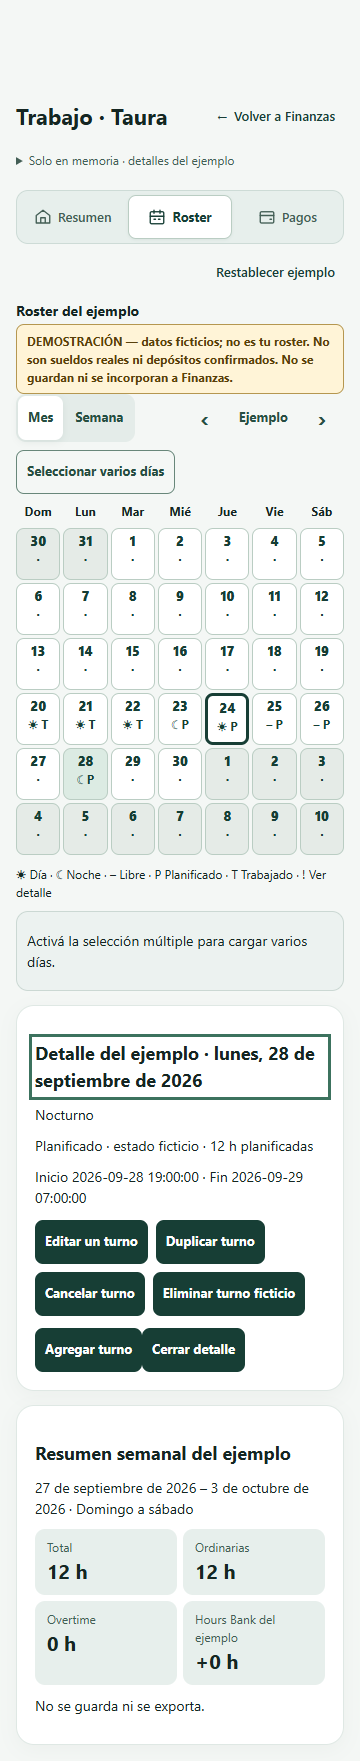 Trabajo · Taura
← Volver a Finanzas
▶ Solo en memoria · detalles del ejemplo
Resumen
Roster
Pagos
Restablecer ejemplo
Roster del ejemplo
DEMOSTRACIÓN — datos ficticios; no es tu roster. No
son sueldos reales ni depósitos confirmados. No se
guardan ni se incorporan a Finanzas.
Mes Semana ‹ Ejemplo ›
Seleccionar varios días
Dom Lun Mar Mié Jue Vie Sáb
30 31 1 2 3 4 5
· · · · · · ·
6 7 8 9 10 11 12
· · · · · · ·
13 14 15 16 17 18 19
· · · · · · ·
20 21 22 23 24 25 26
☀ T ☀ T ☀ T ☾ P ☀ P – P – P
27 28 29 30 1 2 3
· ☾ P · · · · ·
4 5 6 7 8 9 10
· · · · · · ·
☀ Día · ☾ Noche · – Libre · P Planificado · T Trabajado · ! Ver
detalle
Activá la selección múltiple para cargar varios
días.
Detalle del ejemplo · lunes, 28 de
septiembre de 2026
Nocturno
Planificado · estado ficticio · 12 h planificadas
Inicio 2026-09-28 19:00:00 · Fin 2026-09-29
07:00:00
Editar un turno Duplicar turno
Cancelar turno Eliminar turno ficticio
Agregar turno Cerrar detalle
Resumen semanal del ejemplo
27 de septiembre de 2026 – 3 de octubre de
2026 · Domingo a sábado
Total
12 h
Ordinarias
12 h
Overtime
0 h
Hours Bank del
ejemplo
+0 h
No se guarda ni se exporta.